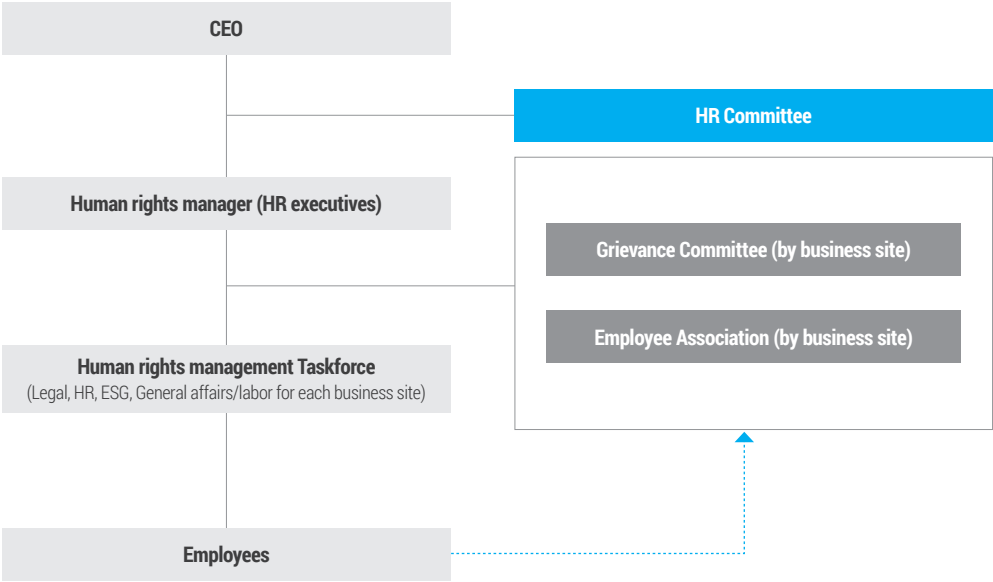 CEO
HR Committee
Human rights manager (HR executives)
Grievance Committee (by business site)
Employee Association (by business site)
Human rights management Taskforce
(Legal, HR, ESG, General affairs/labor for each business site)
Employees